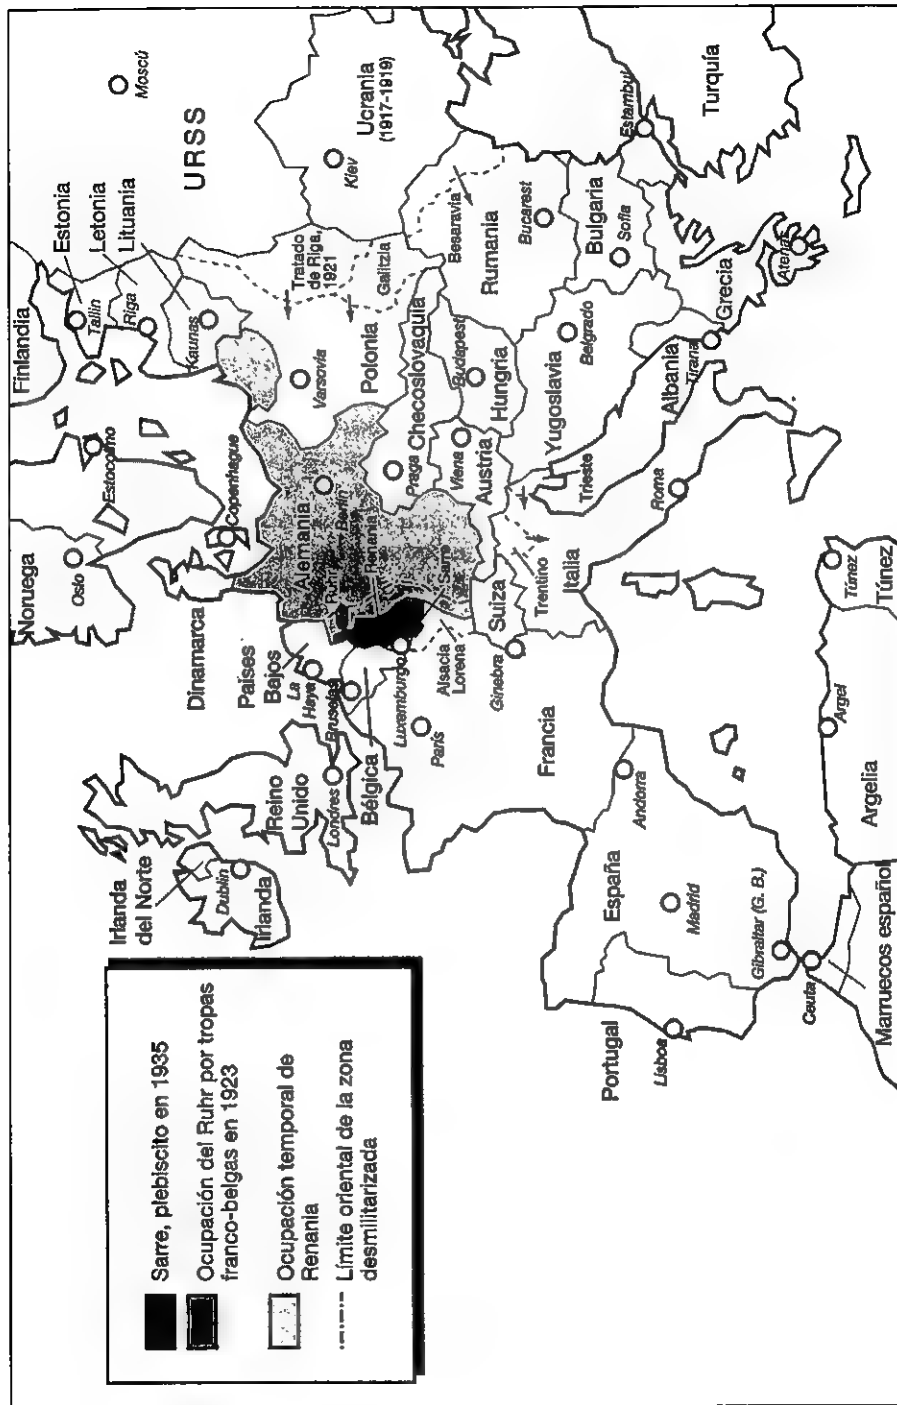 Sarre, plebiscito en 1935
Ocupación del Ruhr por tropas
franco-belgas en 1923
Ocupación temporal de
Renania
Límite oriental de la zona
desmilitarizada
Noruega
Oslo
Estocolmo
Finlandia
Estonia
Letonia
Lituania
Tallin
Riga
Kaunas
Moscú
URSS
Irlanda
del Norte
Dublín
Irlanda
Reino
Unido
Londres
Dinamarca
Copenhague
Países
Bajos
La
Haya
Bruselas
Bélgica
Luxemburgo
París
Alemania
Berlín
Ruhr
Renania
Sarre
Alsacia
Lorena
Varsovia
Polonia
Tratado
de Riga,
1921
Galitzia
Kiev
Ucrania
(1917-1919)
Praga
Checoslovaquia
Viena
Austria
Budapest
Hungría
Besaravia
Rumania
Bucarest
Suiza
Ginebra
Trentino
Italia
Trieste
Yugoslavia
Belgrado
Bulgaria
Sofía
Estambul
Turquía
Francia
Andorra
España
Madrid
Portugal
Lisboa
Gibraltar (G. B.)
Ceuta
Marruecos español
Roma
Albania
Tirana
Grecia
Atenas
Argel
Argelia
Túnez
Túnez